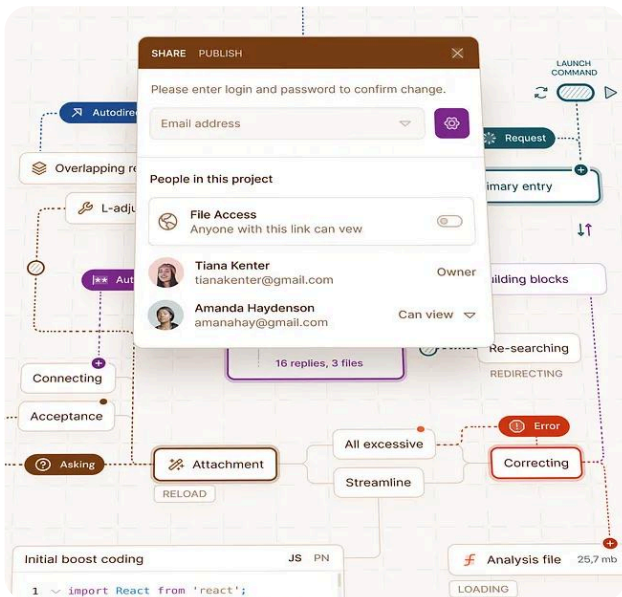 SHARE PUBLISH
Please enter login and password to confirm change.
Email address
People in this project
File Access
Anyone with this link can vew
Tiana Kenter
tianakenter@gmail.com
Owner
Amanda Haydenson
amanahay@gmail.com
Can view
LAUNCH
COMMAND
Request
Overlapping
Connecting
Acceptance
Asking
Attachment
RELOAD
16 replies, 3 files
entry
blocks
Re-searching
REDIRECTING
All excessive
Streamline
Error
Correcting
Initial boost coding
JS PN
1 import React from 'react';
Analysis file 25,7 mb
LOADING